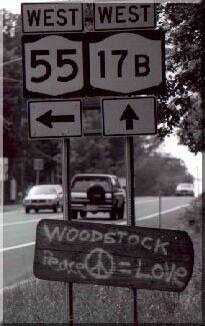 WEST WEST
55 17B
WOODSTOCK
Peace ☮ = Love